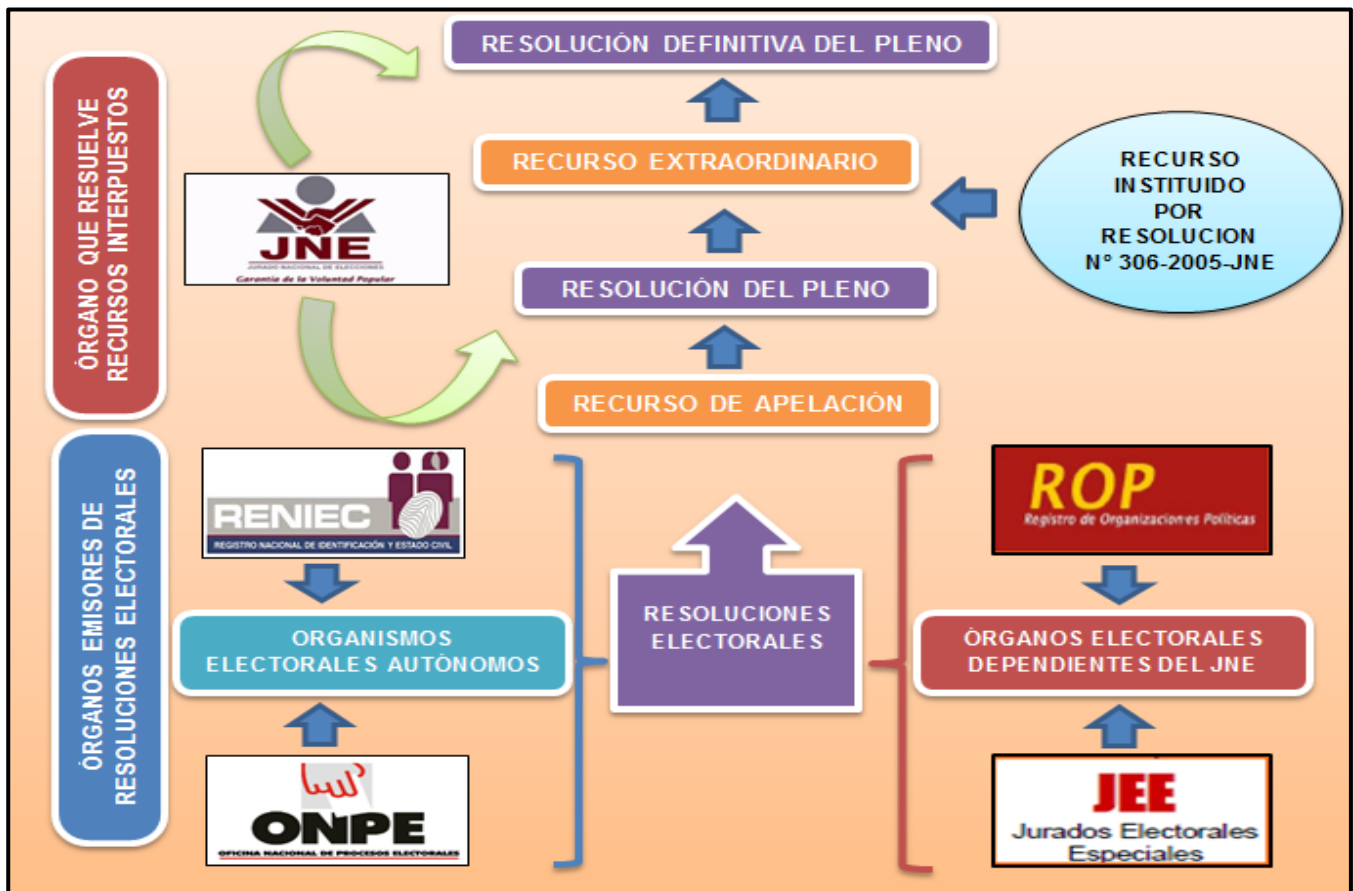 RESOLUCIÓN DEFINITIVA DEL PLENO
ÓRGANO QUE RESUELVE
RECURSOS INTERPUESTOS
RECURSO EXTRAORDINARIO
RECURSO
INSTITUIDO
POR
RESOLUCION
N° 306-2005-JNE
JNE
JURADO NACIONAL DE ELECCIONES
Garantía de la Voluntad Popular
RESOLUCIÓN DEL PLENO
RECURSO DE APELACIÓN
ÓRGANOS EMISORES DE
RESOLUCIONES ELECTORALES
RENIEC
REGISTRO NACIONAL DE IDENTIFICACIÓN Y ESTADO CIVIL
ROP
Registro de Organizaciones Políticas
ORGANISMOS
ELECTORALES AUTÓNOMOS
RESOLUCIONES
ELECTORALES
ÓRGANOS ELECTORALES
DEPENDIENTES DEL JNE
ONPE
OFICINA NACIONAL DE PROCESOS ELECTORALES
JEE
Jurados Electorales
Especiales